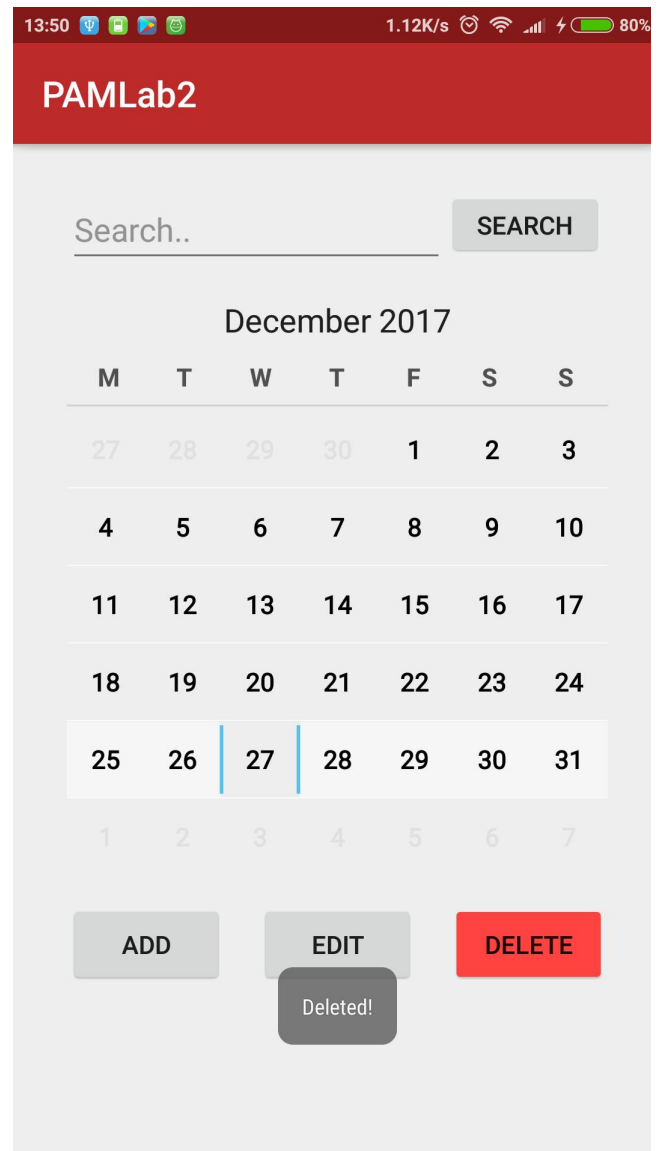 13:50 1.12K/s 80%
PAMLab2
Search.. SEARCH
December 2017
M T W T F S S
27 28 29 30 1 2 3
4 5 6 7 8 9 10
11 12 13 14 15 16 17
18 19 20 21 22 23 24
25 26 27 28 29 30 31
1 2 3 4 5 6 7
ADD EDIT DELETE
Deleted!